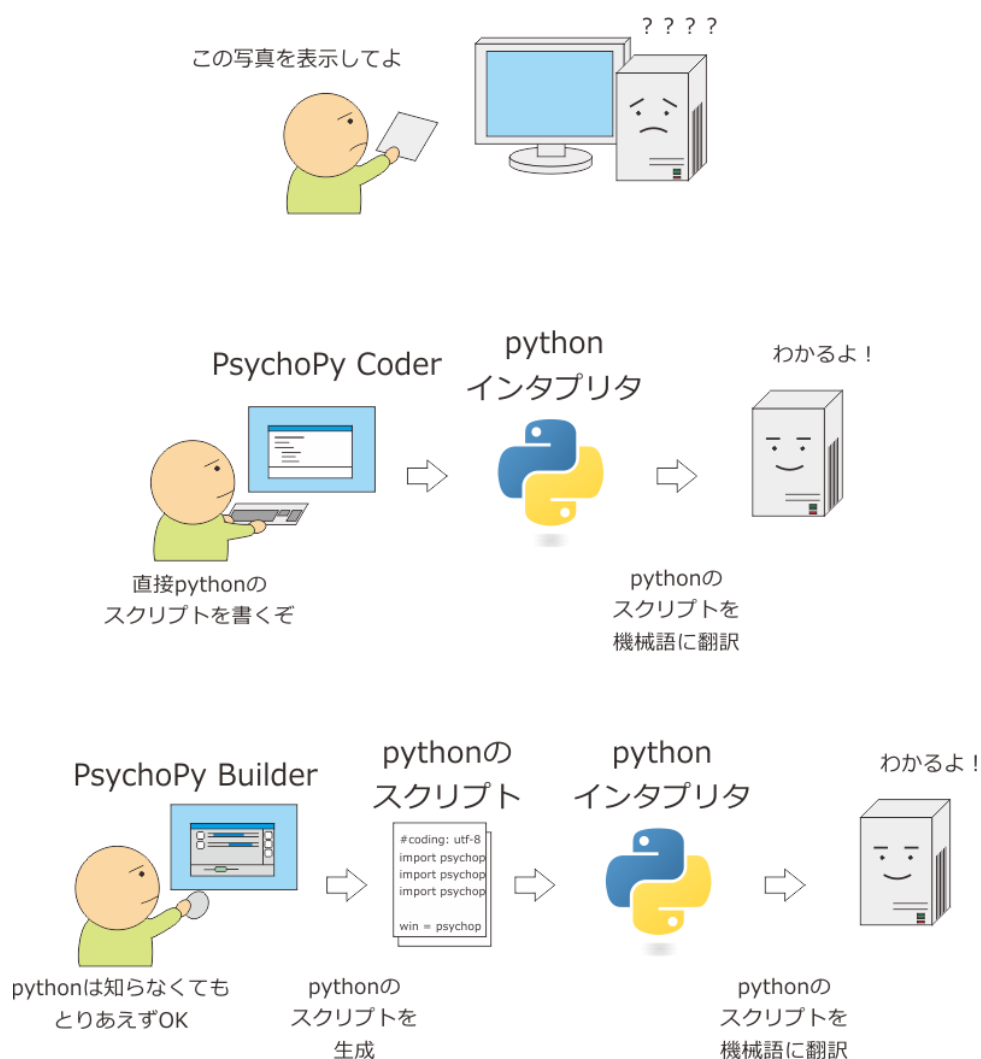 ? ? ? ?
この写真を表示してよ
PsychoPy Coder
python
インタプリタ
わかるよ！
直接pythonの
スクリプトを書くぞ
pythonの
スクリプトを
機械語に翻訳
PsychoPy Builder
pythonの
スクリプト
python
インタプリタ
わかるよ！
#coding: utf-8
import psychop
import psychop
import psychop
win = psychop
pythonは知らなくても
とりあえずOK
pythonの
スクリプトを
生成
pythonの
スクリプトを
機械語に翻訳